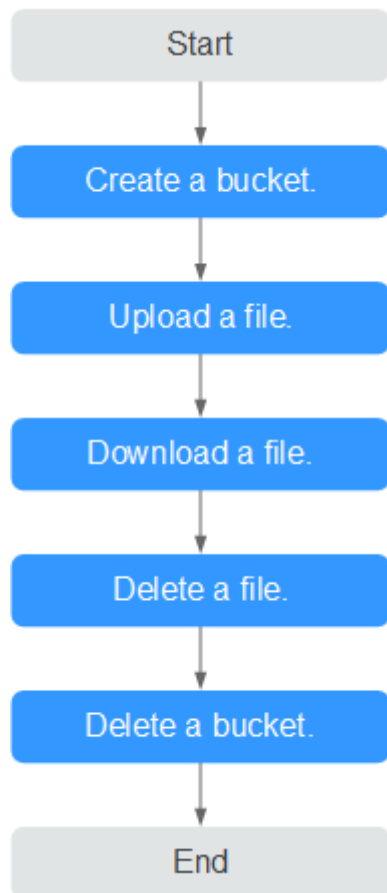 Start
Create a bucket.
Upload a file.
Download a file.
Delete a file.
Delete a bucket.
End